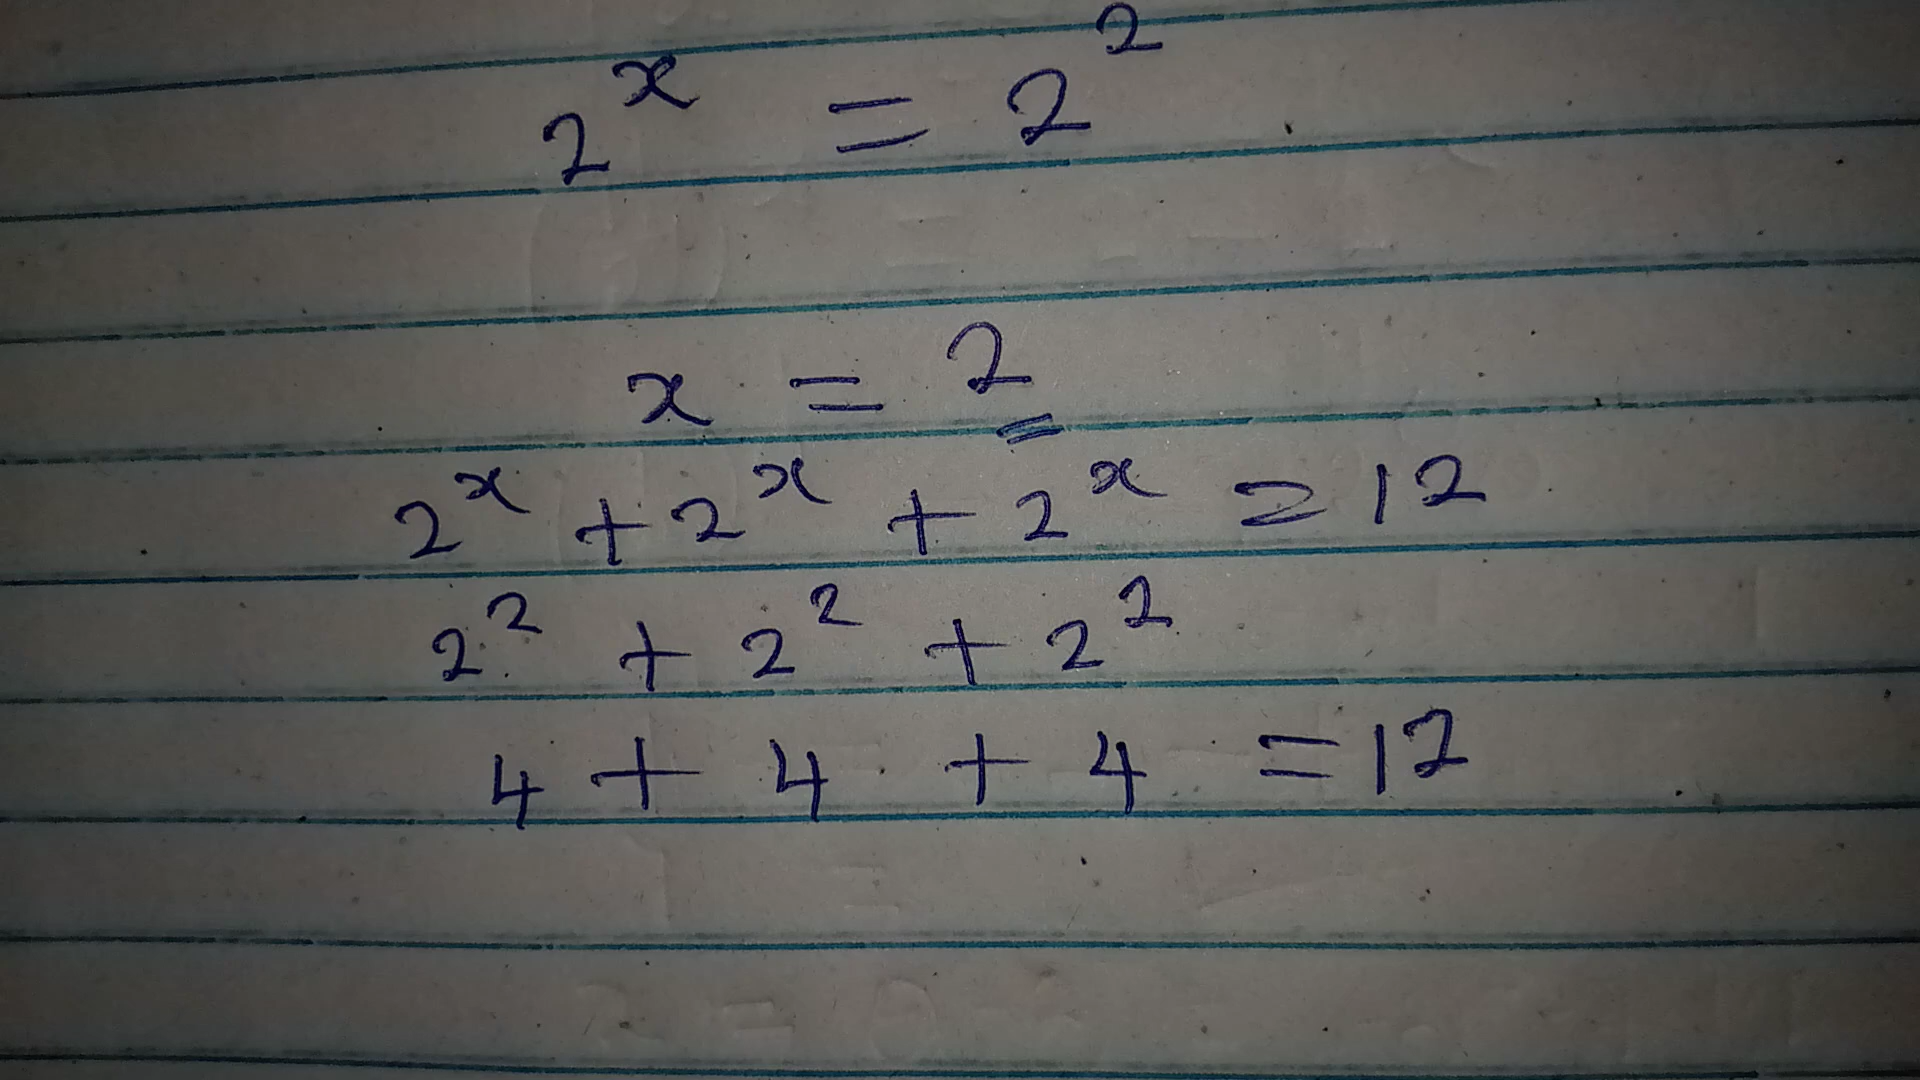 2^x = 2^2
x = 2
2^x + 2^x + 2^x = 12
2^2 + 2^2 + 2^2
4 + 4 + 4 = 12